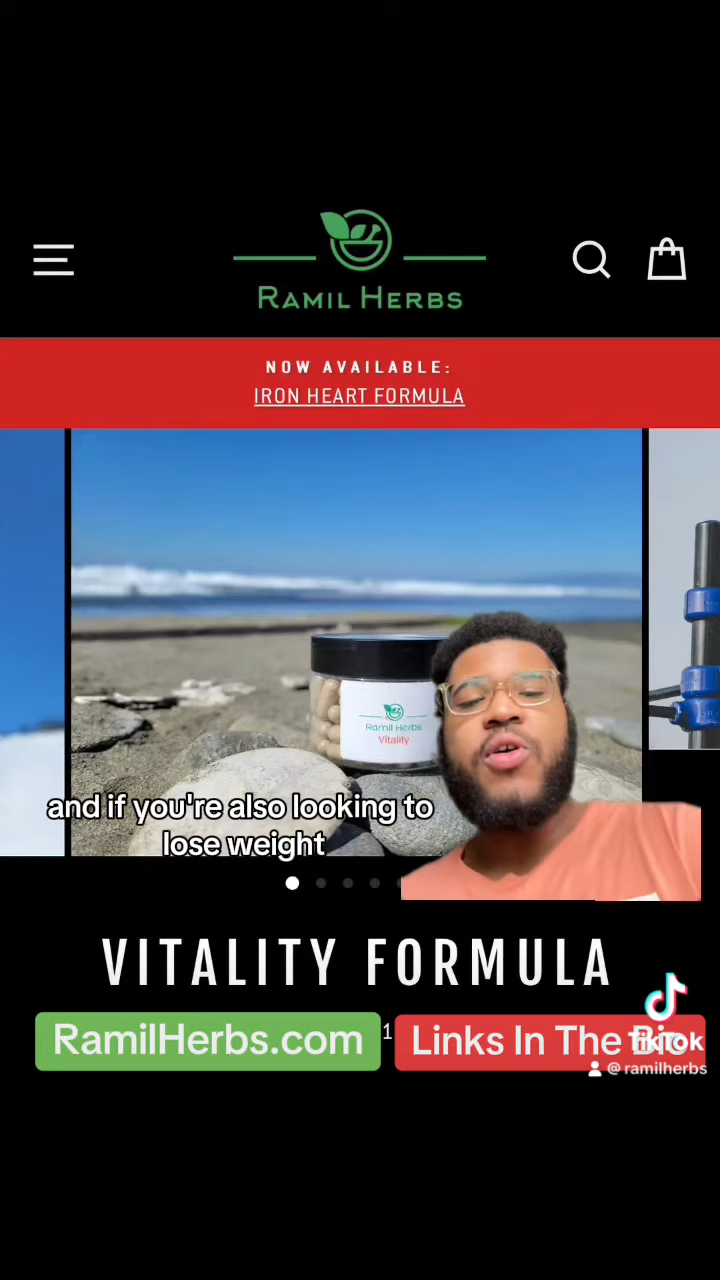 RAMIL HERBS
NOW AVAILABLE:
IRON HEART FORMULA
Ramil Herbs
Vitality
and if you're also looking to
lose weight
VITALITY FORMULA
RamilHerbs.com
1
Links In The Bio
TikTok
@ramilherbs